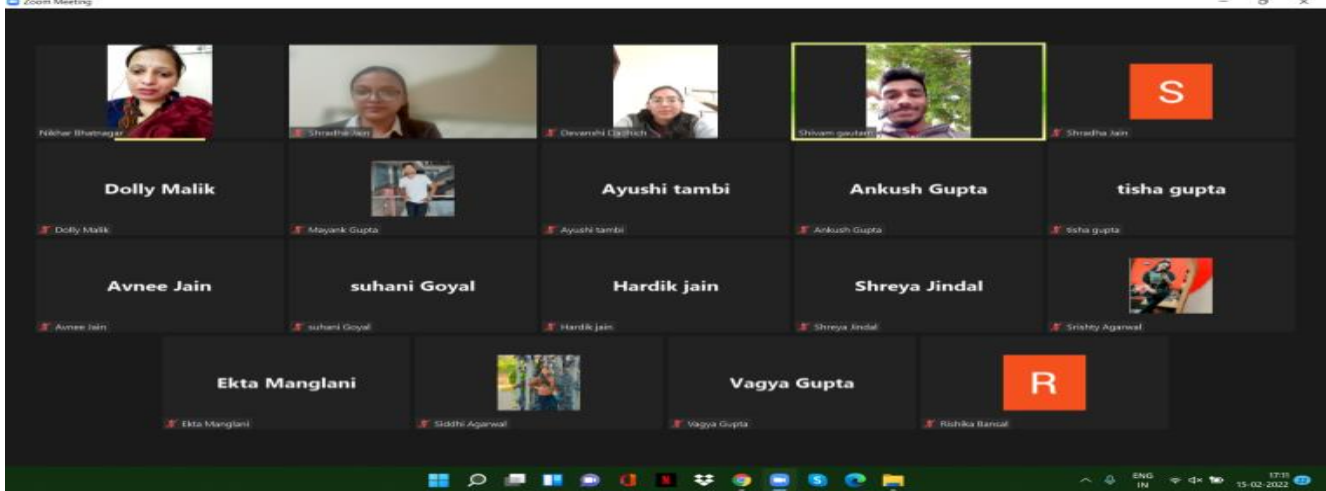 Zoom Meeting
Nikhar Bhatnagar
Shradha Jain
Devanshi Dadhich
Shivam gautam
S
Shradha Jain
Dolly Malik
Ayushi tambi
Ankush Gupta
tisha gupta
Dolly Malik
Mayank Gupta
Ayushi tambi
Ankush Gupta
tisha gupta
Avnee Jain
suhani Goyal
Hardik jain
Shreya Jindal
Avnee Jain
suhani Goyal
Hardik jain
Shreya Jindal
Srishty Agarwal
Ekta Manglani
Vagya Gupta
R
Ekta Manglani
Siddhi Agarwal
Vagya Gupta
Rishika Bansal
ENG
IN
17:11
15-02-2022